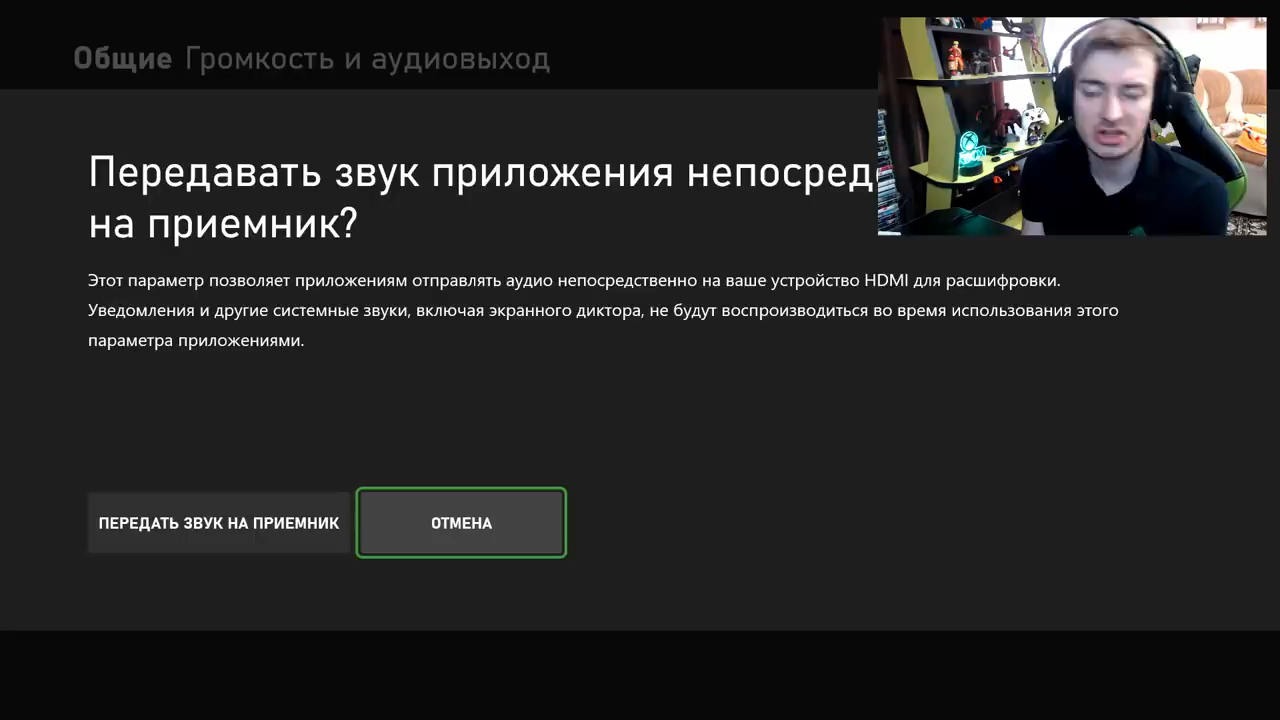 Общие Громкость и аудиовыход
Передавать звук приложения непосред
на приемник?
Этот параметр позволяет приложениям отправлять аудио непосредственно на ваше устройство HDMI для расшифровки.
Уведомления и другие системные звуки, включая экранного диктора, не будут воспроизводиться во время использования этого
параметра приложениями.
ПЕРЕДАТЬ ЗВУК НА ПРИЕМНИК
ОТМЕНА